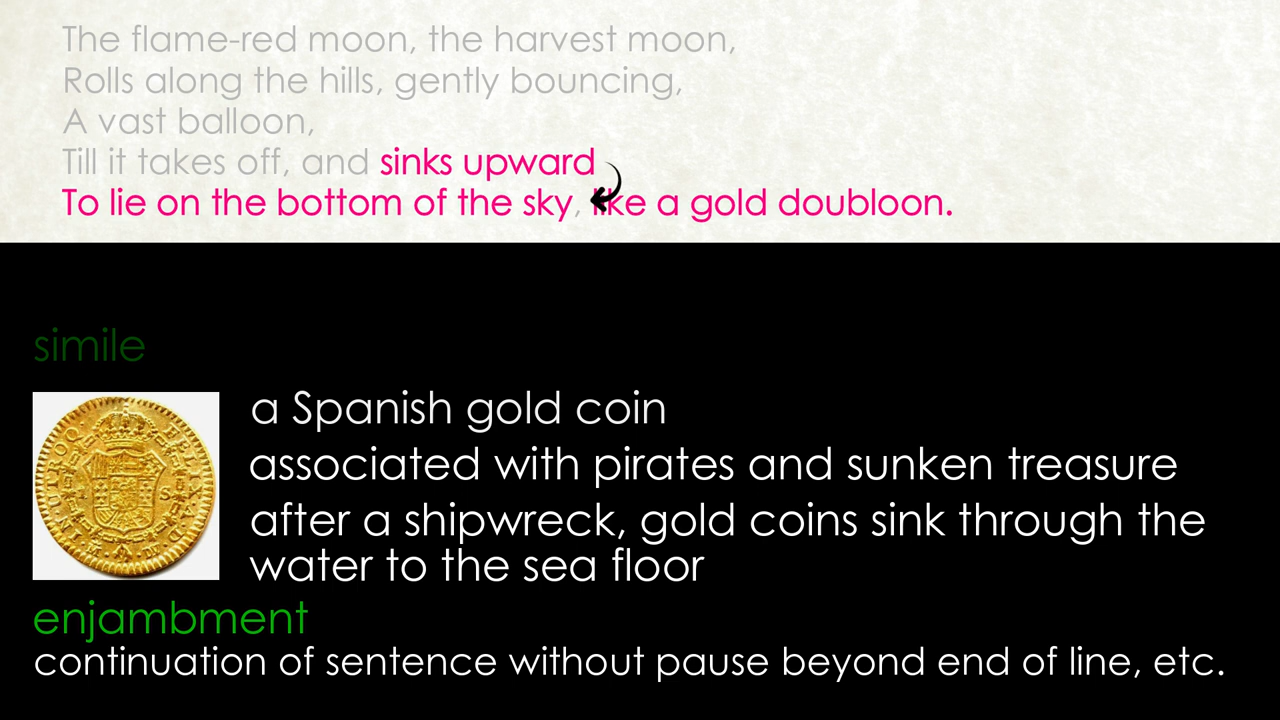 The flame-red moon, the harvest moon,
Rolls along the hills, gently bouncing,
A vast balloon,
Till it takes off, and sinks upward
To lie on the bottom of the sky, like a gold doubloon.
simile
a Spanish gold coin
associated with pirates and sunken treasure
after a shipwreck, gold coins sink through the
water to the sea floor
enjambment
continuation of sentence without pause beyond end of line, etc.